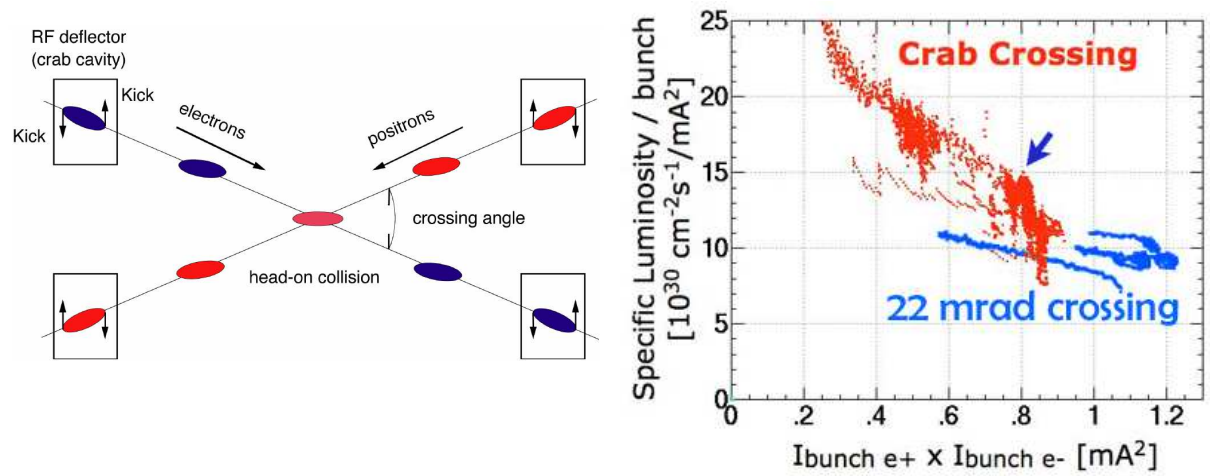 RF deflector
(crab cavity)
Kick
Kick
electrons
positrons
crossing angle
head-on collision
Specific Luminosity / bunch
[10³⁰ cm⁻²s⁻¹/mA²]
25
20
15
10
5
0
Crab Crossing
22 mrad crossing
0 .2 .4 .6 .8 1 1.2
Ibunch e+ x Ibunch e- [mA²]